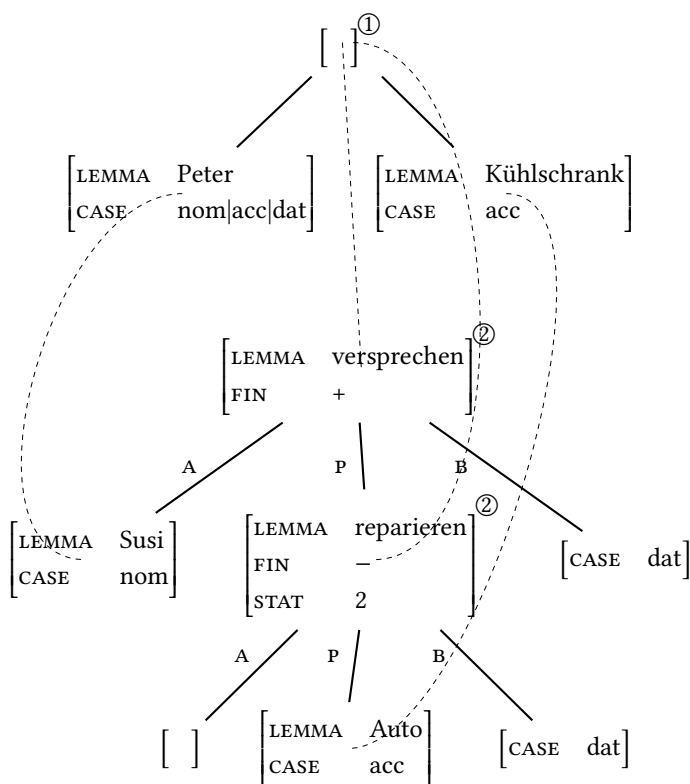 [ ]①
[LEMMA Peter
CASE nom|acc|dat]
[LEMMA Kühlschrank
CASE acc]
[LEMMA versprechen
FIN +]②
A P B
[LEMMA Susi
CASE nom]
[LEMMA reparieren
FIN −
STAT 2]②
[CASE dat]
A P B
[ ]
[LEMMA Auto
CASE acc]
[CASE dat]